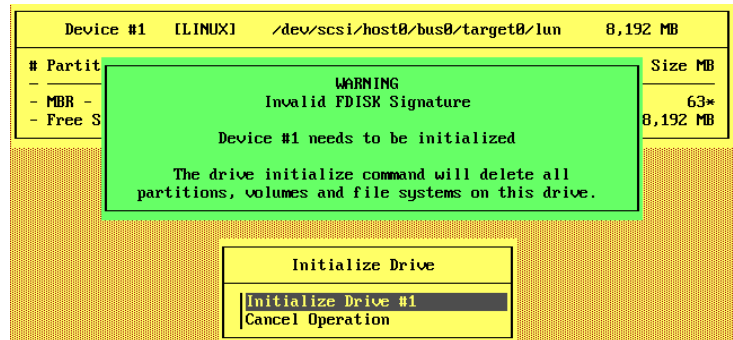 Device #1 [LINUX] /dev/scsi/host0/bus0/target0/lun 8,192 MB
# Partit Size MB
- MBR - 63*
- Free S 8,192 MB
WARNING
Invalid FDISK Signature
Device #1 needs to be initialized
The drive initialize command will delete all
partitions, volumes and file systems on this drive.
Initialize Drive
Initialize Drive #1
Cancel Operation